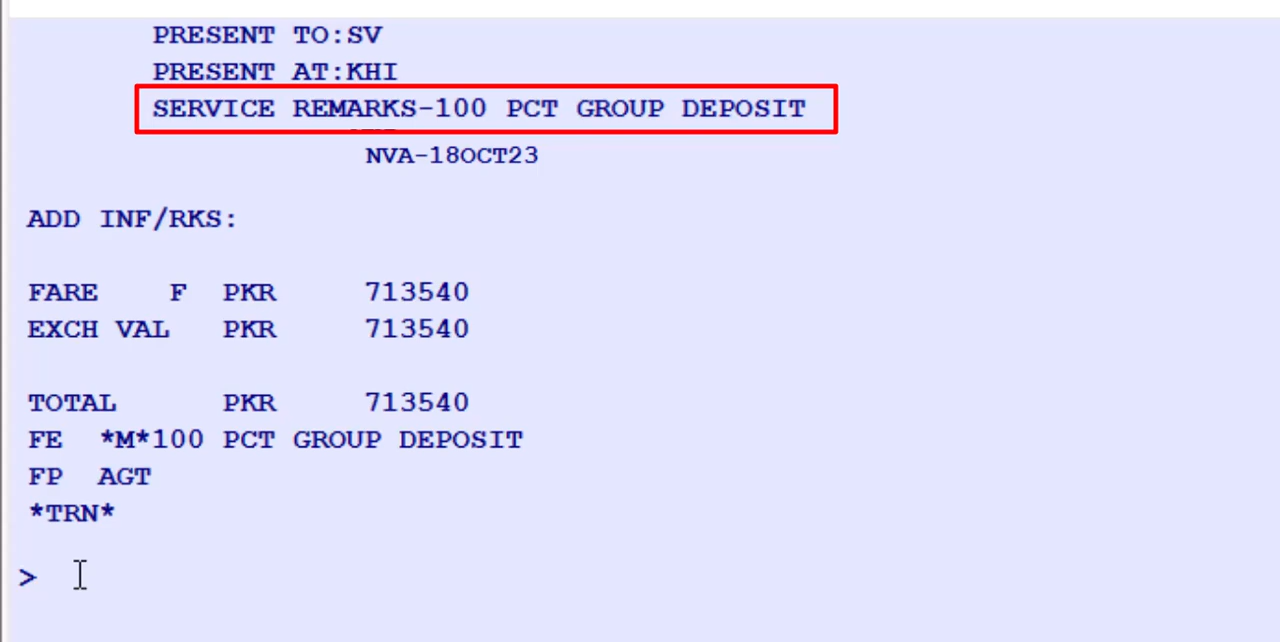 PRESENT TO:SV
PRESENT AT:KHI
SERVICE REMARKS-100 PCT GROUP DEPOSIT
NVA-18OCT23
ADD INF/RKS:
FARE F PKR 713540
EXCH VAL PKR 713540
TOTAL PKR 713540
FE *M*100 PCT GROUP DEPOSIT
FP AGT
*TRN*
>